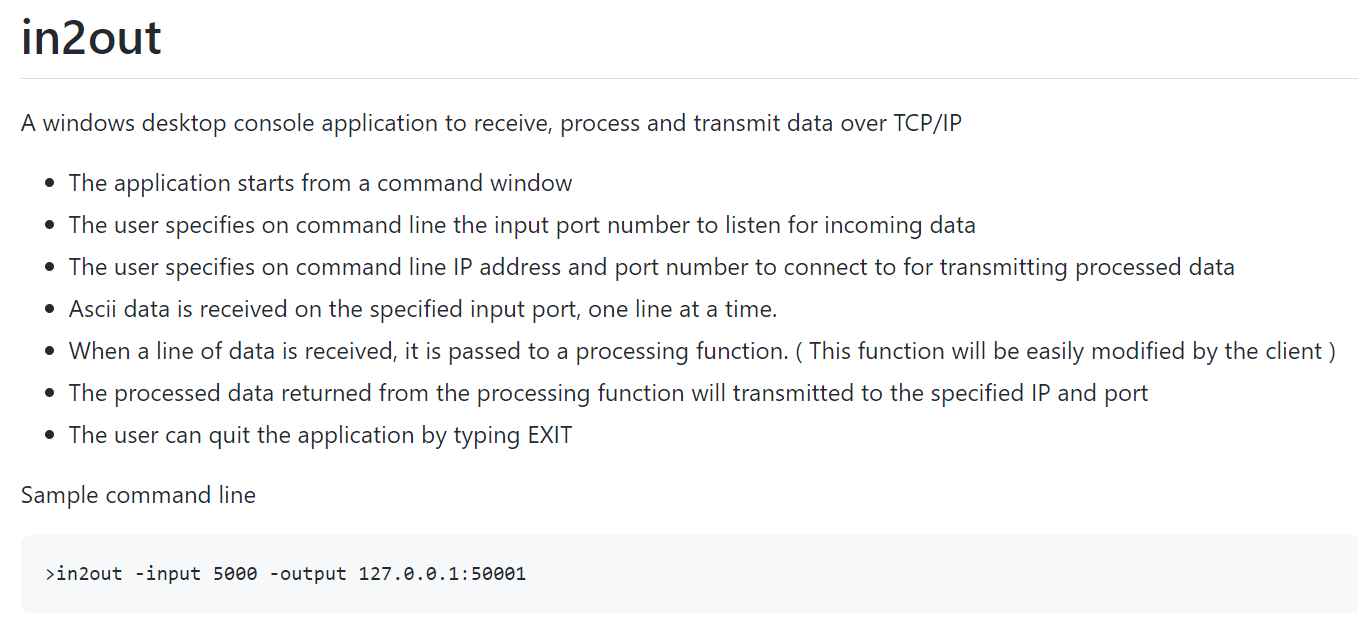 in2out
A windows desktop console application to receive, process and transmit data over TCP/IP
• The application starts from a command window
• The user specifies on command line the input port number to listen for incoming data
• The user specifies on command line IP address and port number to connect to for transmitting processed data
• Ascii data is received on the specified input port, one line at a time.
• When a line of data is received, it is passed to a processing function. ( This function will be easily modified by the client )
• The processed data returned from the processing function will transmitted to the specified IP and port
• The user can quit the application by typing EXIT
Sample command line
>in2out -input 5000 -output 127.0.0.1:50001